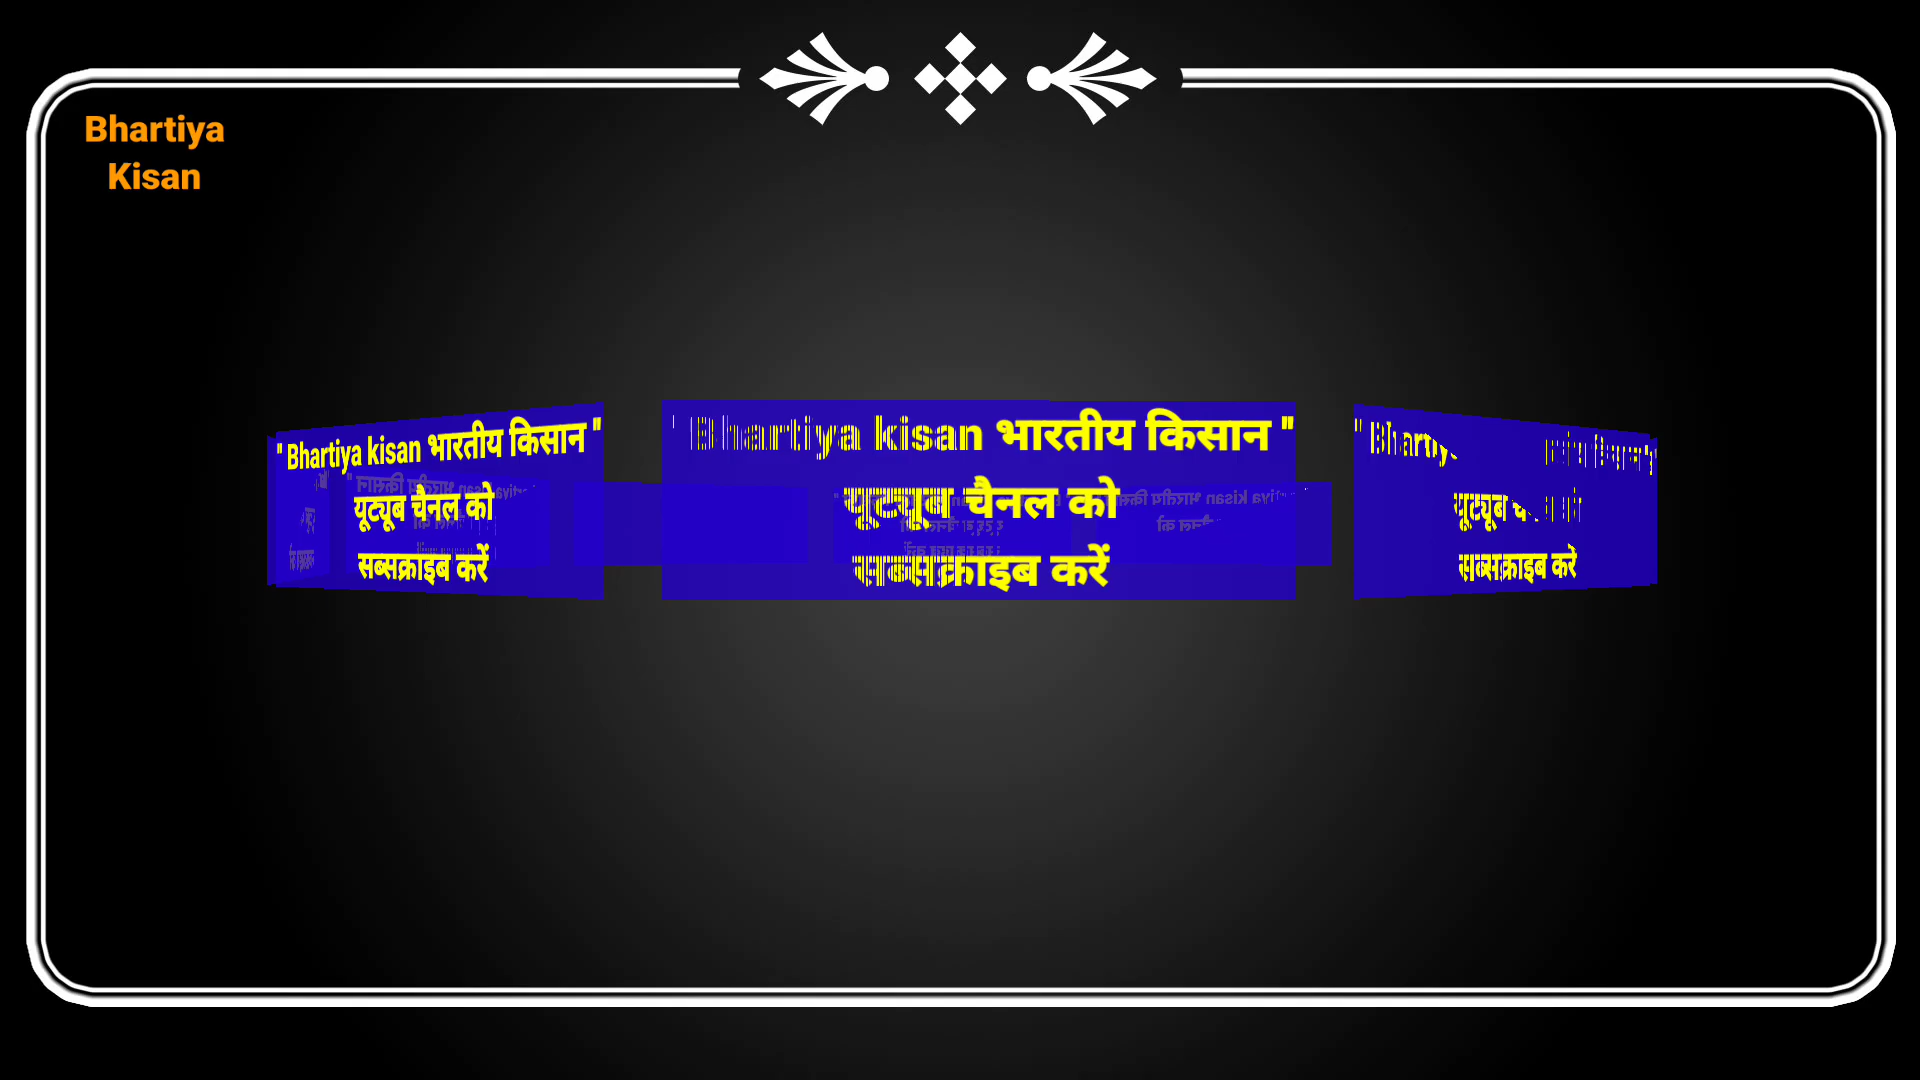 Bhartiya
Kisan
" Bhartiya kisan भारतीय किसान "
यूट्यूब चैनल को
सब्सक्राइब करें
" Bhartiya kisan भारतीय किसान "
यूट्यूब चैनल को
सब्सक्राइब करें
" Bharty
यूट्यूब
सब्सक्राइब करें